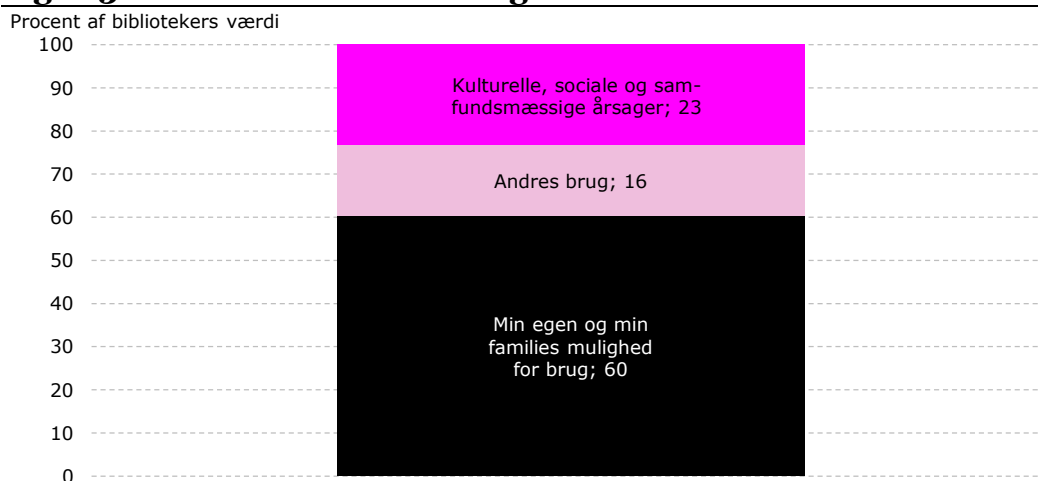 Procent af bibliotekers værdi
100
90
80
70
60
50
40
30
20
10
0
Kulturelle, sociale og sam-
fundsmæssige årsager; 23
Andres brug; 16
Min egen og min
families mulighed
for brug; 60